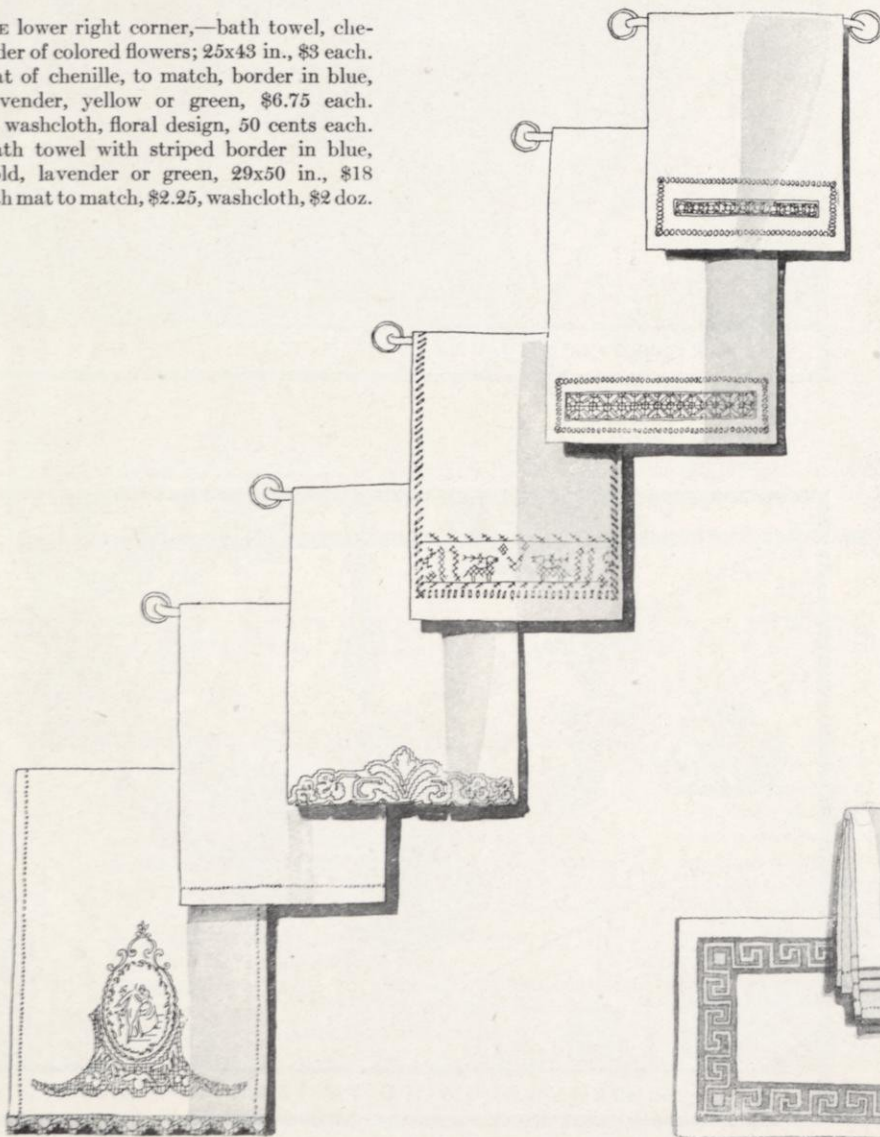 lower right corner,—bath towel, che-
der of colored flowers; 25x43 in., $3 each.
of chenille, to match, border in blue,
vender, yellow or green, $6.75 each.
washcloth, floral design, 50 cents each.
ath towel with striped border in blue,
ld, lavender or green, 29x50 in., $18
h mat to match, $2.25, washcloth, $2 doz.